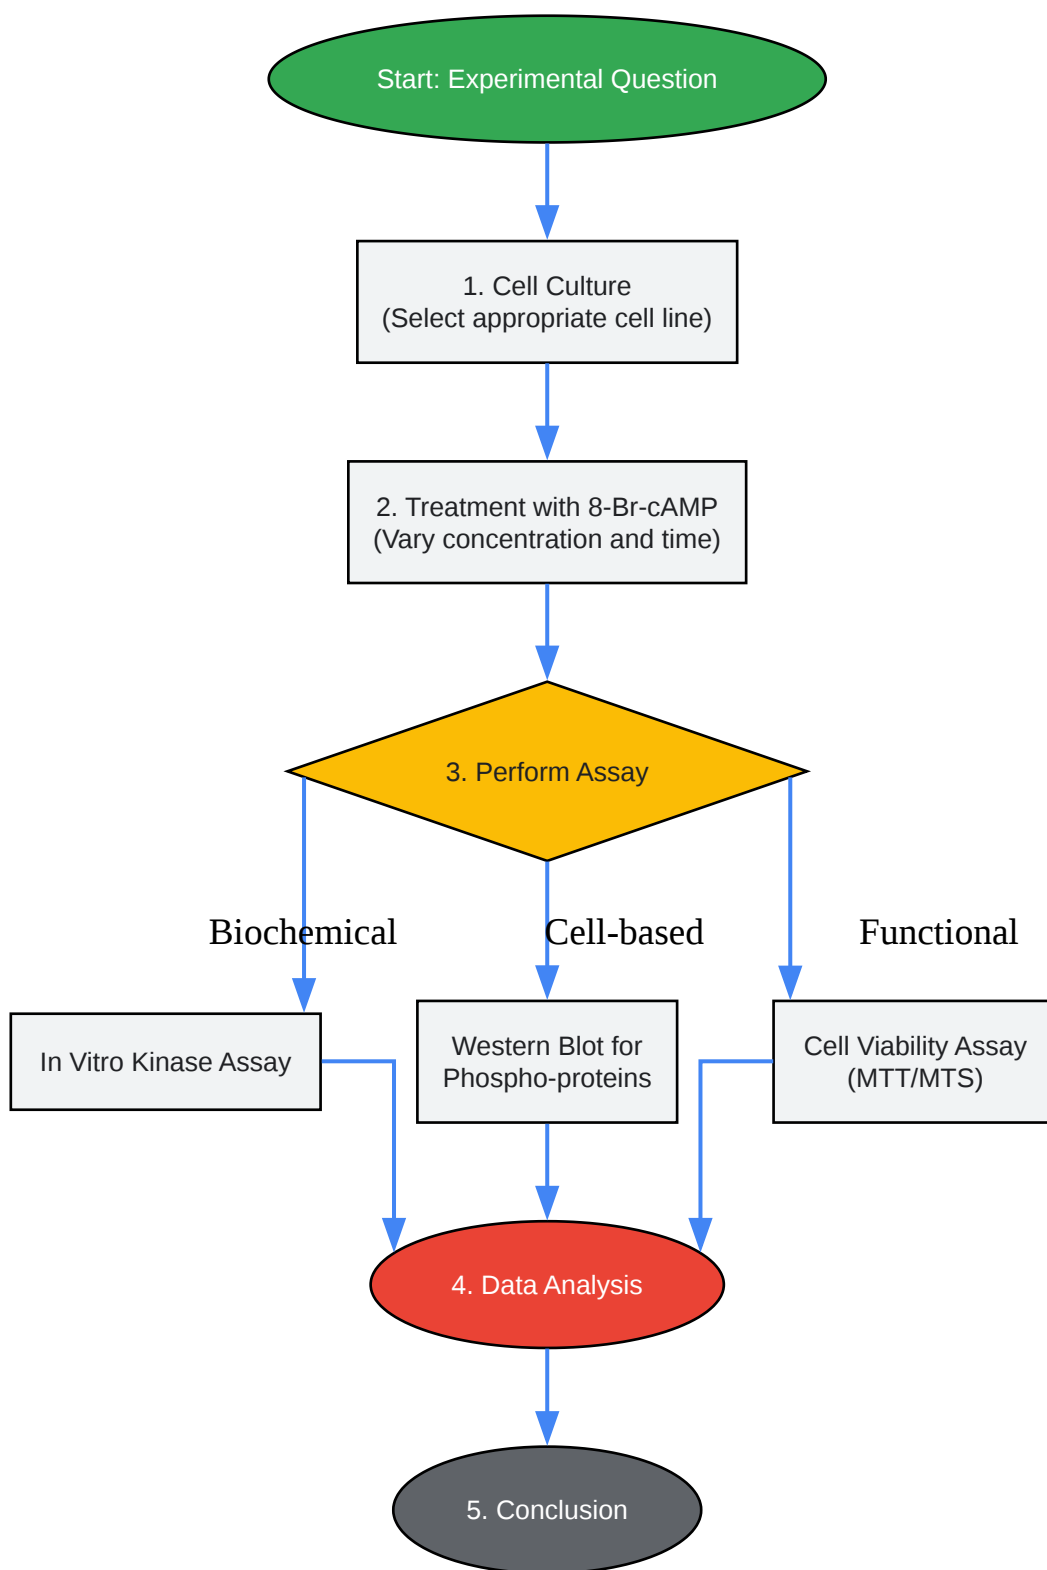 Start: Experimental Question
1. Cell Culture
(Select appropriate cell line)
2. Treatment with 8-Br-cAMP
(Vary concentration and time)
3. Perform Assay
Biochemical
Cell-based
Functional
In Vitro Kinase Assay
Western Blot for
Phospho-proteins
Cell Viability Assay
(MTT/MTS)
4. Data Analysis
5. Conclusion